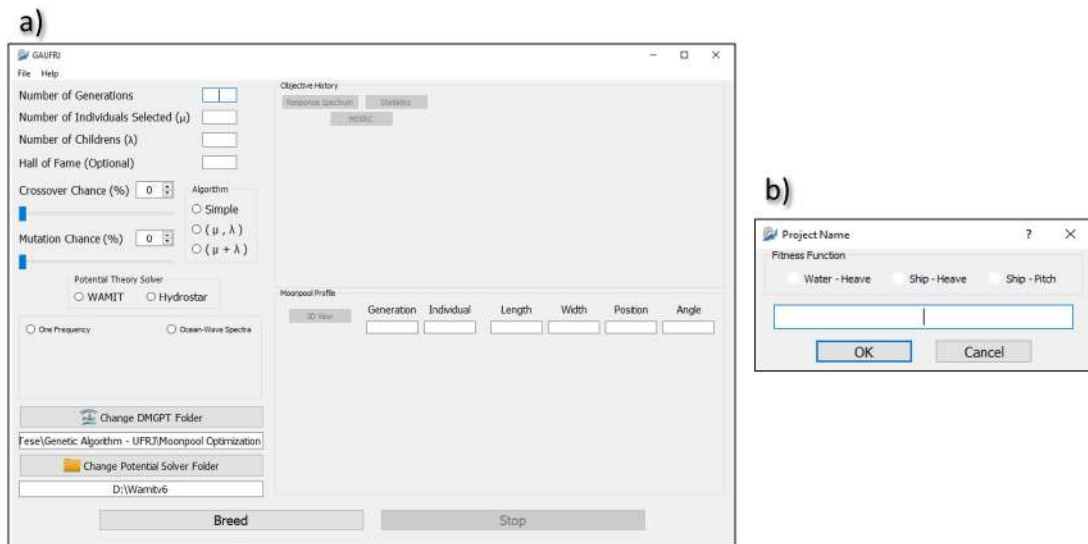 a)
GAUFRJ
File Help
Number of Generations
Number of Individuals Selected (μ)
Number of Childrens (λ)
Hall of Fame (Optional)
Crossover Chance (%) 0
Mutation Chance (%) 0
Algorithm
Simple
( μ , λ )
( μ + λ )
Potential Theory Solver
WAMIT Hydrostar
One Frequency Ocean-Wave Spectra
Change DMGPT Folder
Tese\Genetic Algorithm - UFRJ\Moonpool Optimization
Change Potential Solver Folder
D:\Wamitv6
Objective History
Response Spectrum Statistics
Moonpool Profile
3D View
Generation Individual Length Width Position Angle
Breed Stop
b)
Project Name ?
Fitness Function
Water - Heave Ship - Heave Ship - Pitch
OK Cancel